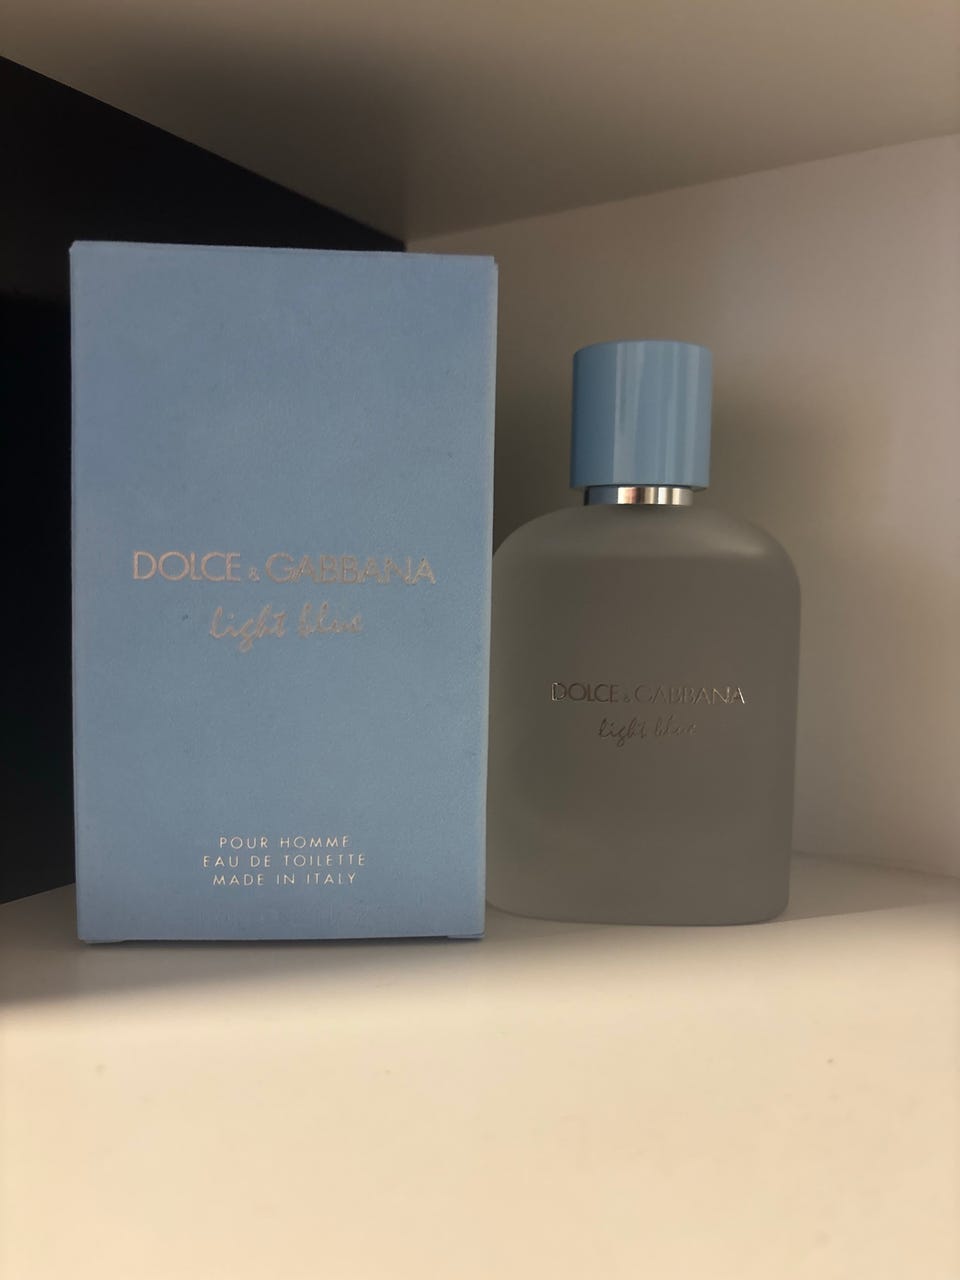 DOLCE & GABBANA
light blue
POUR HOMME
EAU DE TOILETTE
MADE IN ITALY
DOLCE & GABBANA
light blue